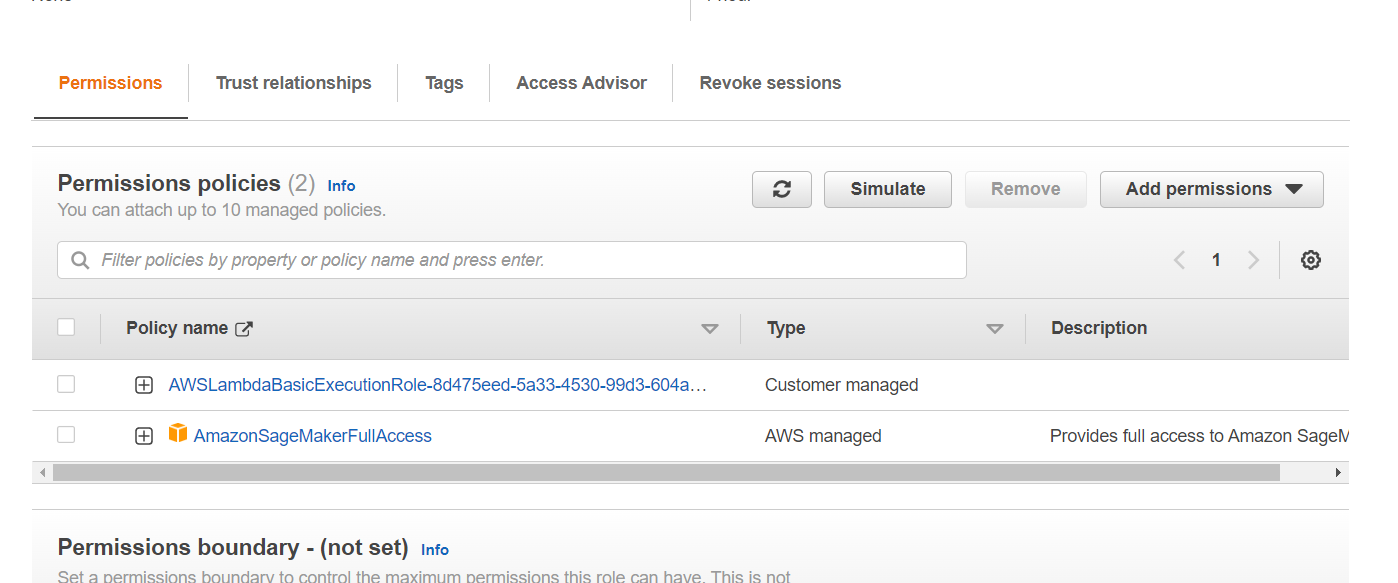 Permissions
Trust relationships
Tags
Access Advisor
Revoke sessions
Permissions policies (2) Info
You can attach up to 10 managed policies.
Simulate
Remove
Add permissions
Filter policies by property or policy name and press enter.
1
Policy name
Type
Description
AWSLambdaBasicExecutionRole-8d475eed-5a33-4530-99d3-604a…
Customer managed
AmazonSageMakerFullAccess
AWS managed
Provides full access to Amazon SageM
Permissions boundary - (not set) Info
Set a permissions boundary to control the maximum permissions this role can have. This is not